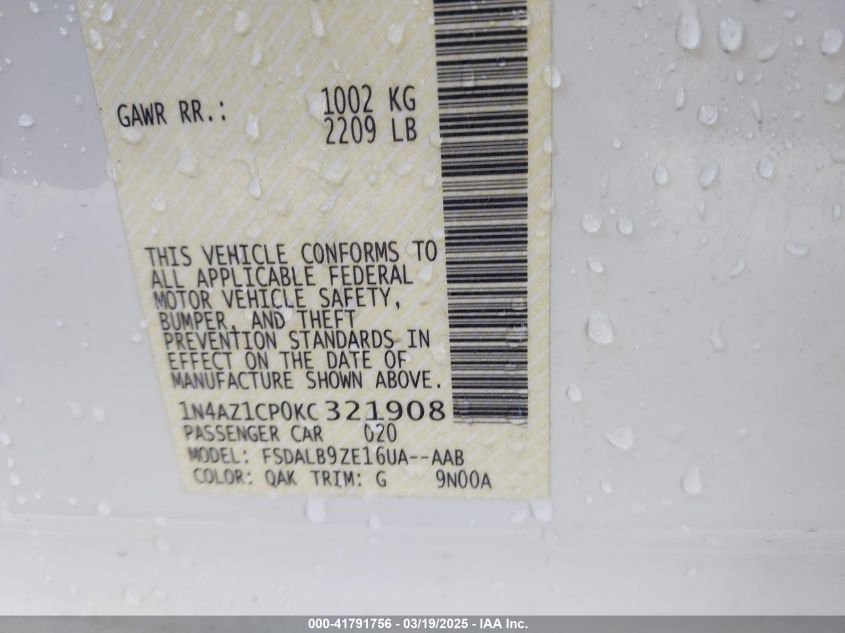 GAWR RR.: 1002 KG
2209 LB
THIS VEHICLE CONFORMS TO
ALL APPLICABLE FEDERAL
MOTOR VEHICLE SAFETY,
BUMPER, AND THEFT
PREVENTION STANDARDS IN
EFFECT ON THE DATE OF
MANUFACTURE SHOWN ABOVE.
1N4AZ1CP0KC321908
PASSENGER CAR 020
MODEL: FSDALB9ZE16UA--AAB
COLOR: QAK TRIM: G 9N00A
000-41791756 - 03/19/2025 - IAA Inc.